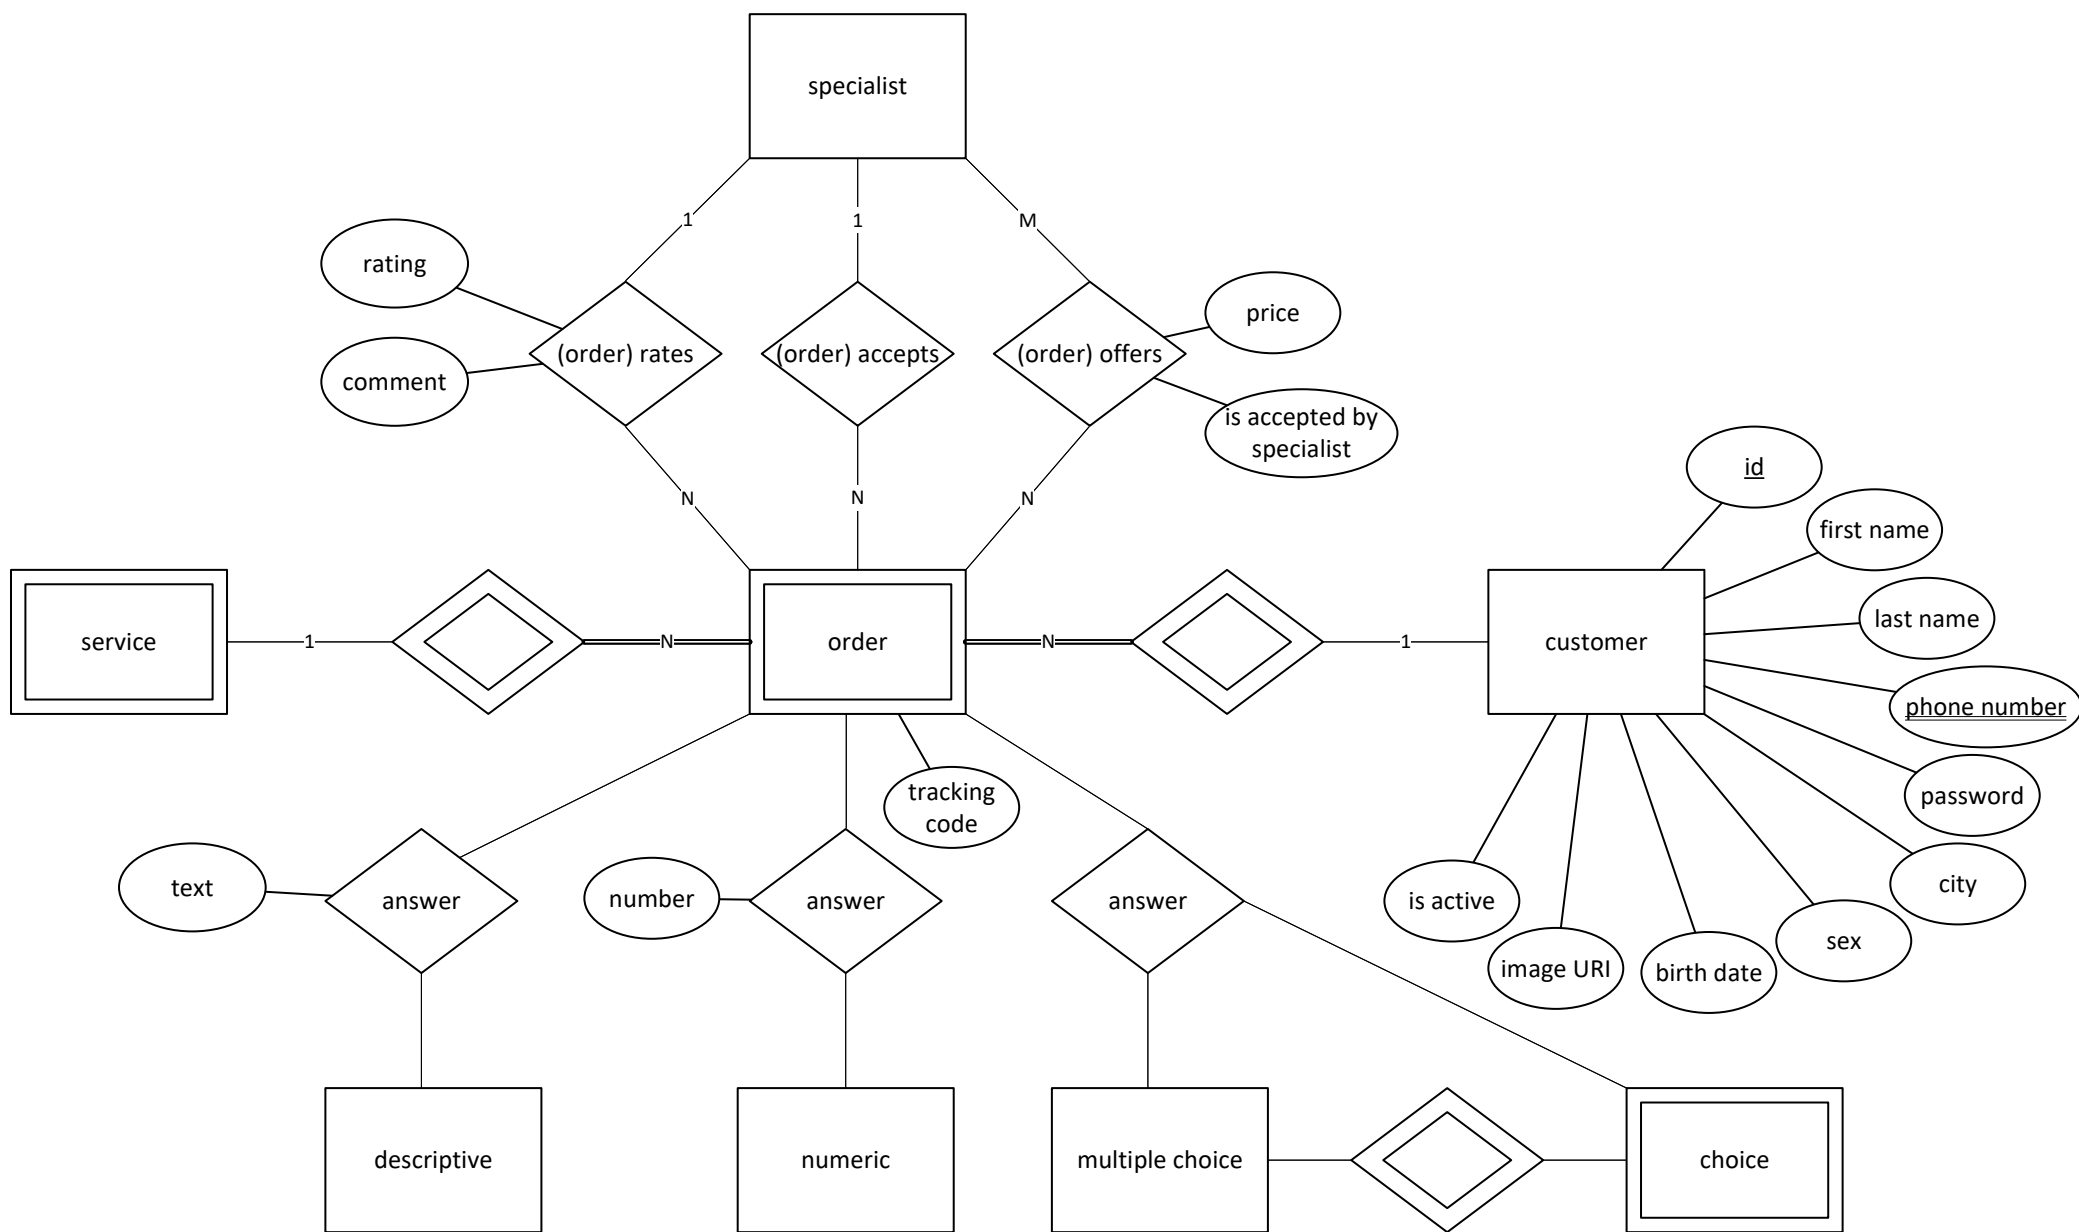 specialist
1
1
M
rating
comment
(order) rates
(order) accepts
(order) offers
price
is accepted by
specialist
N
N
N
id
first name
last name
phone number
password
city
sex
birth date
image URI
is active
service
1
N
order
N
1
customer
tracking
code
text
answer
number
answer
answer
descriptive
numeric
multiple choice
choice